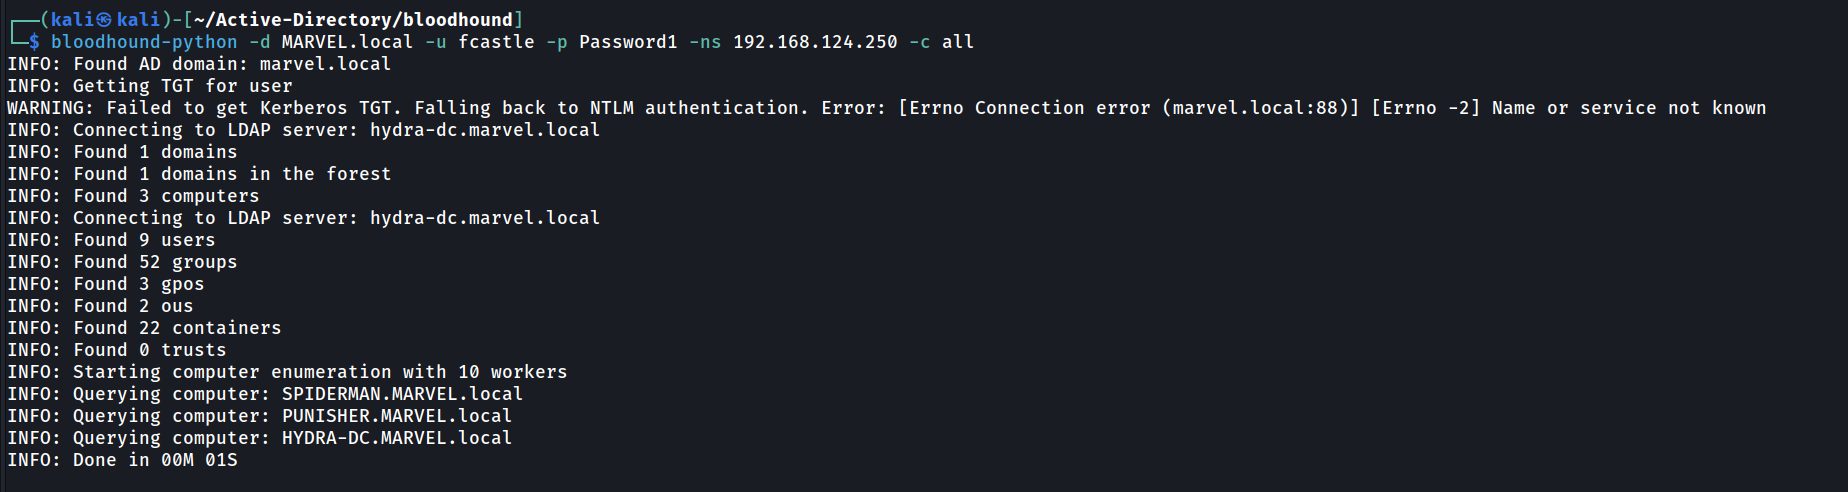 ┌──(kali㉿kali)-[~/Active-Directory/bloodhound]
└─$ bloodhound-python -d MARVEL.local -u fcastle -p Password1 -ns 192.168.124.250 -c all
INFO: Found AD domain: marvel.local
INFO: Getting TGT for user
WARNING: Failed to get Kerberos TGT. Falling back to NTLM authentication. Error: [Errno Connection error (marvel.local:88)] [Errno -2] Name or service not known
INFO: Connecting to LDAP server: hydra-dc.marvel.local
INFO: Found 1 domains
INFO: Found 1 domains in the forest
INFO: Found 3 computers
INFO: Connecting to LDAP server: hydra-dc.marvel.local
INFO: Found 9 users
INFO: Found 52 groups
INFO: Found 3 gpos
INFO: Found 2 ous
INFO: Found 22 containers
INFO: Found 0 trusts
INFO: Starting computer enumeration with 10 workers
INFO: Querying computer: SPIDERMAN.MARVEL.local
INFO: Querying computer: PUNISHER.MARVEL.local
INFO: Querying computer: HYDRA-DC.MARVEL.local
INFO: Done in 00M 01S